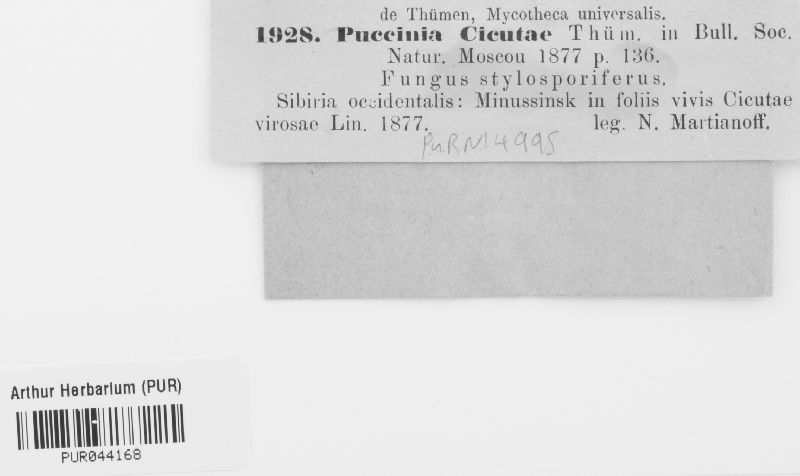 de Thümen, Mycotheca universalis.
1928. Puccinia Cicutae Thüm. in Bull. Soc.
Natur. Moscou 1877 p. 136.
Fungus stylosporiferus.
Sibiria occidentalis: Minussinsk in foliis vivis Cicutae
virosae Lin. 1877. leg. N. Martianoff.
PURN14995
Arthur Herbarium (PUR)
PUR044168